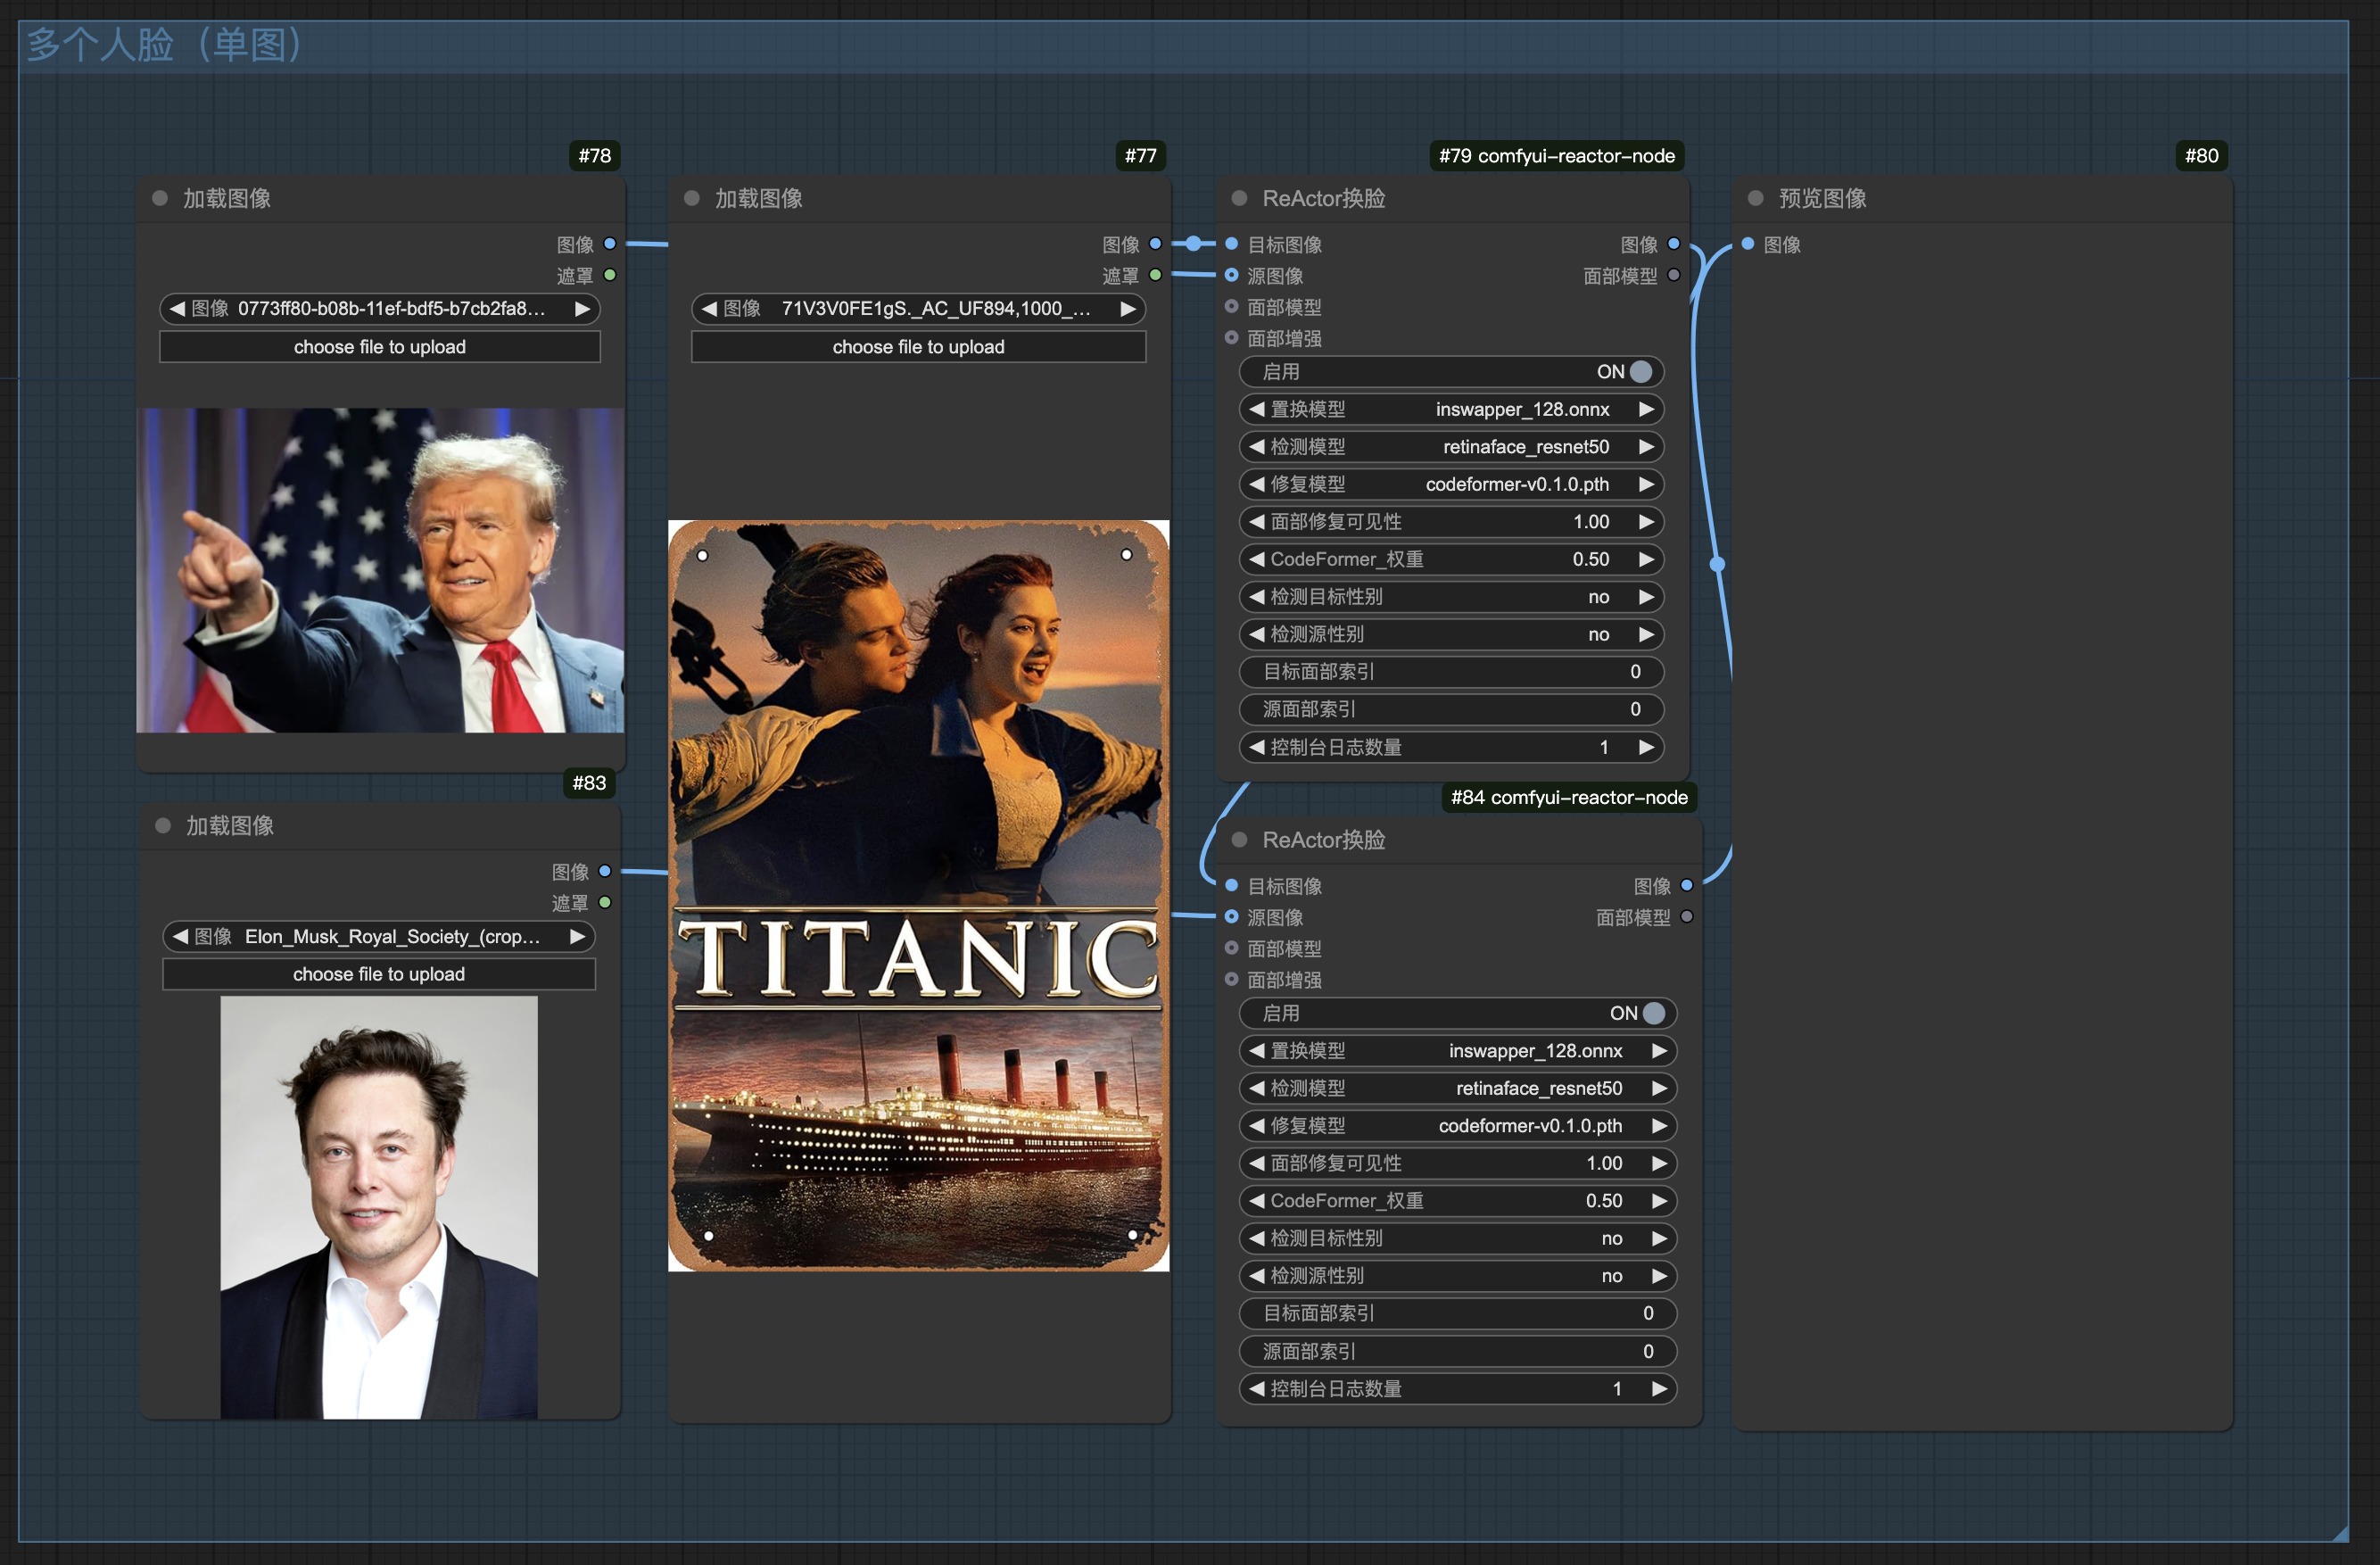 多个人脸（单图）
#78
加载图像
图像
遮罩
图像 0773ff80-b08b-11ef-bdf5-b7cb2fa8...
choose file to upload
#83
加载图像
图像
遮罩
图像 Elon_Musk_Royal_Society_(crop...
choose file to upload
#77
加载图像
图像
遮罩
图像 71V3V0FE1gS._AC_UF894,1000_...
choose file to upload
TITANIC
#79 comfyui-reactor-node
ReActor换脸
目标图像 图像
源图像 面部模型
面部模型
面部增强
启用 ON
置换模型 inswapper_128.onnx
检测模型 retinaface_resnet50
修复模型 codeformer-v0.1.0.pth
面部修复可见性 1.00
CodeFormer_权重 0.50
检测目标性别 no
检测源性别 no
目标面部索引 0
源面部索引 0
控制台日志数量 1
#84 comfyui-reactor-node
ReActor换脸
目标图像 图像
源图像 面部模型
面部模型
面部增强
启用 ON
置换模型 inswapper_128.onnx
检测模型 retinaface_resnet50
修复模型 codeformer-v0.1.0.pth
面部修复可见性 1.00
CodeFormer_权重 0.50
检测目标性别 no
检测源性别 no
目标面部索引 0
源面部索引 0
控制台日志数量 1
#80
预览图像
图像